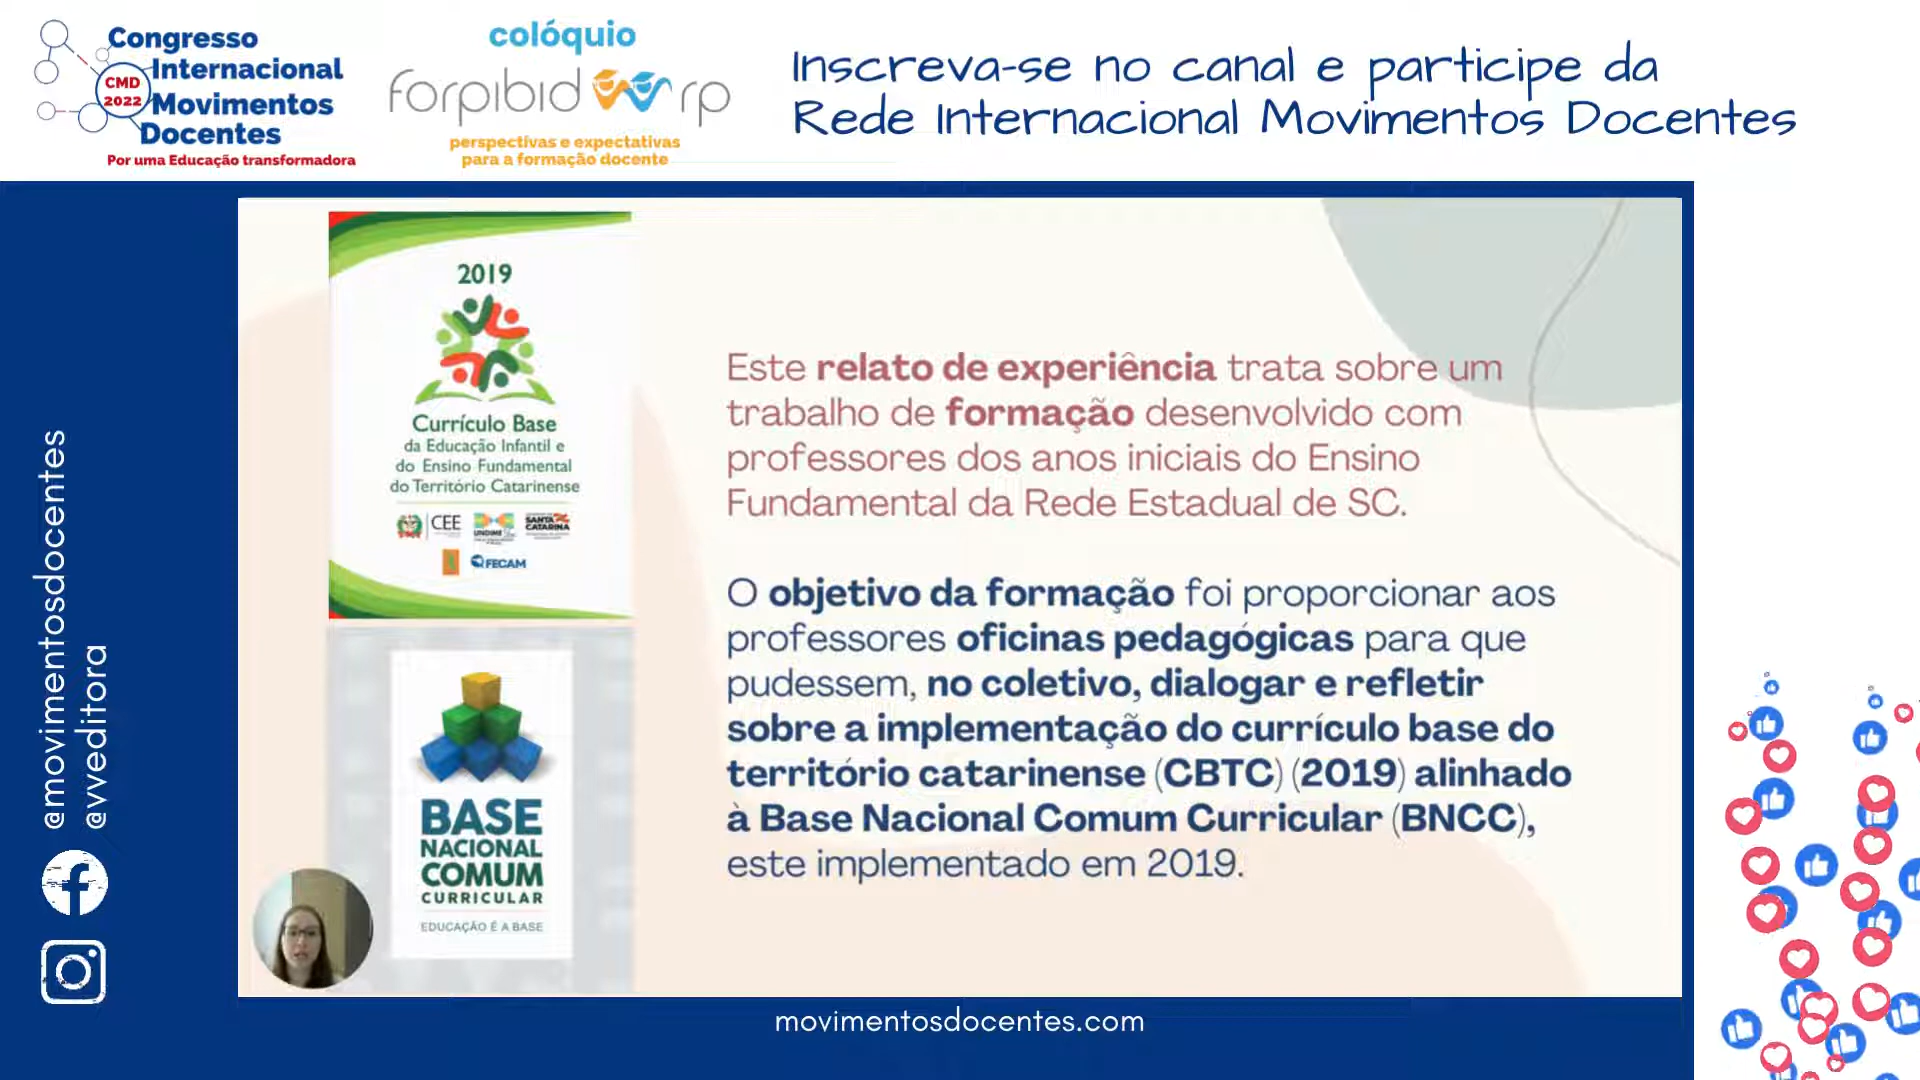 Congresso
Internacional
CMD
2022
Movimentos
Docentes
Por uma Educação transformadora
colóquio
forpibid rp
perspectivas e expectativas
para a formação docente
Inscreva-se no canal e participe da
Rede Internacional Movimentos Docentes
@movimentosdocentes
@vveditora
2019
Currículo Base
da Educação Infantil e
do Ensino Fundamental
do Território Catarinense
CEE
UNDIME
SANTA
CATARINA
FECAM
BASE
NACIONAL
COMUM
CURRICULAR
EDUCAÇÃO É A BASE
Este relato de experiência trata sobre um
trabalho de formação desenvolvido com
professores dos anos iniciais do Ensino
Fundamental da Rede Estadual de SC.
O objetivo da formação foi proporcionar aos
professores oficinas pedagógicas para que
pudessem, no coletivo, dialogar e refletir
sobre a implementação do currículo base do
território catarinense (CBTC) (2019) alinhado
à Base Nacional Comum Curricular (BNCC),
este implementado em 2019.
movimentosdocentes.com